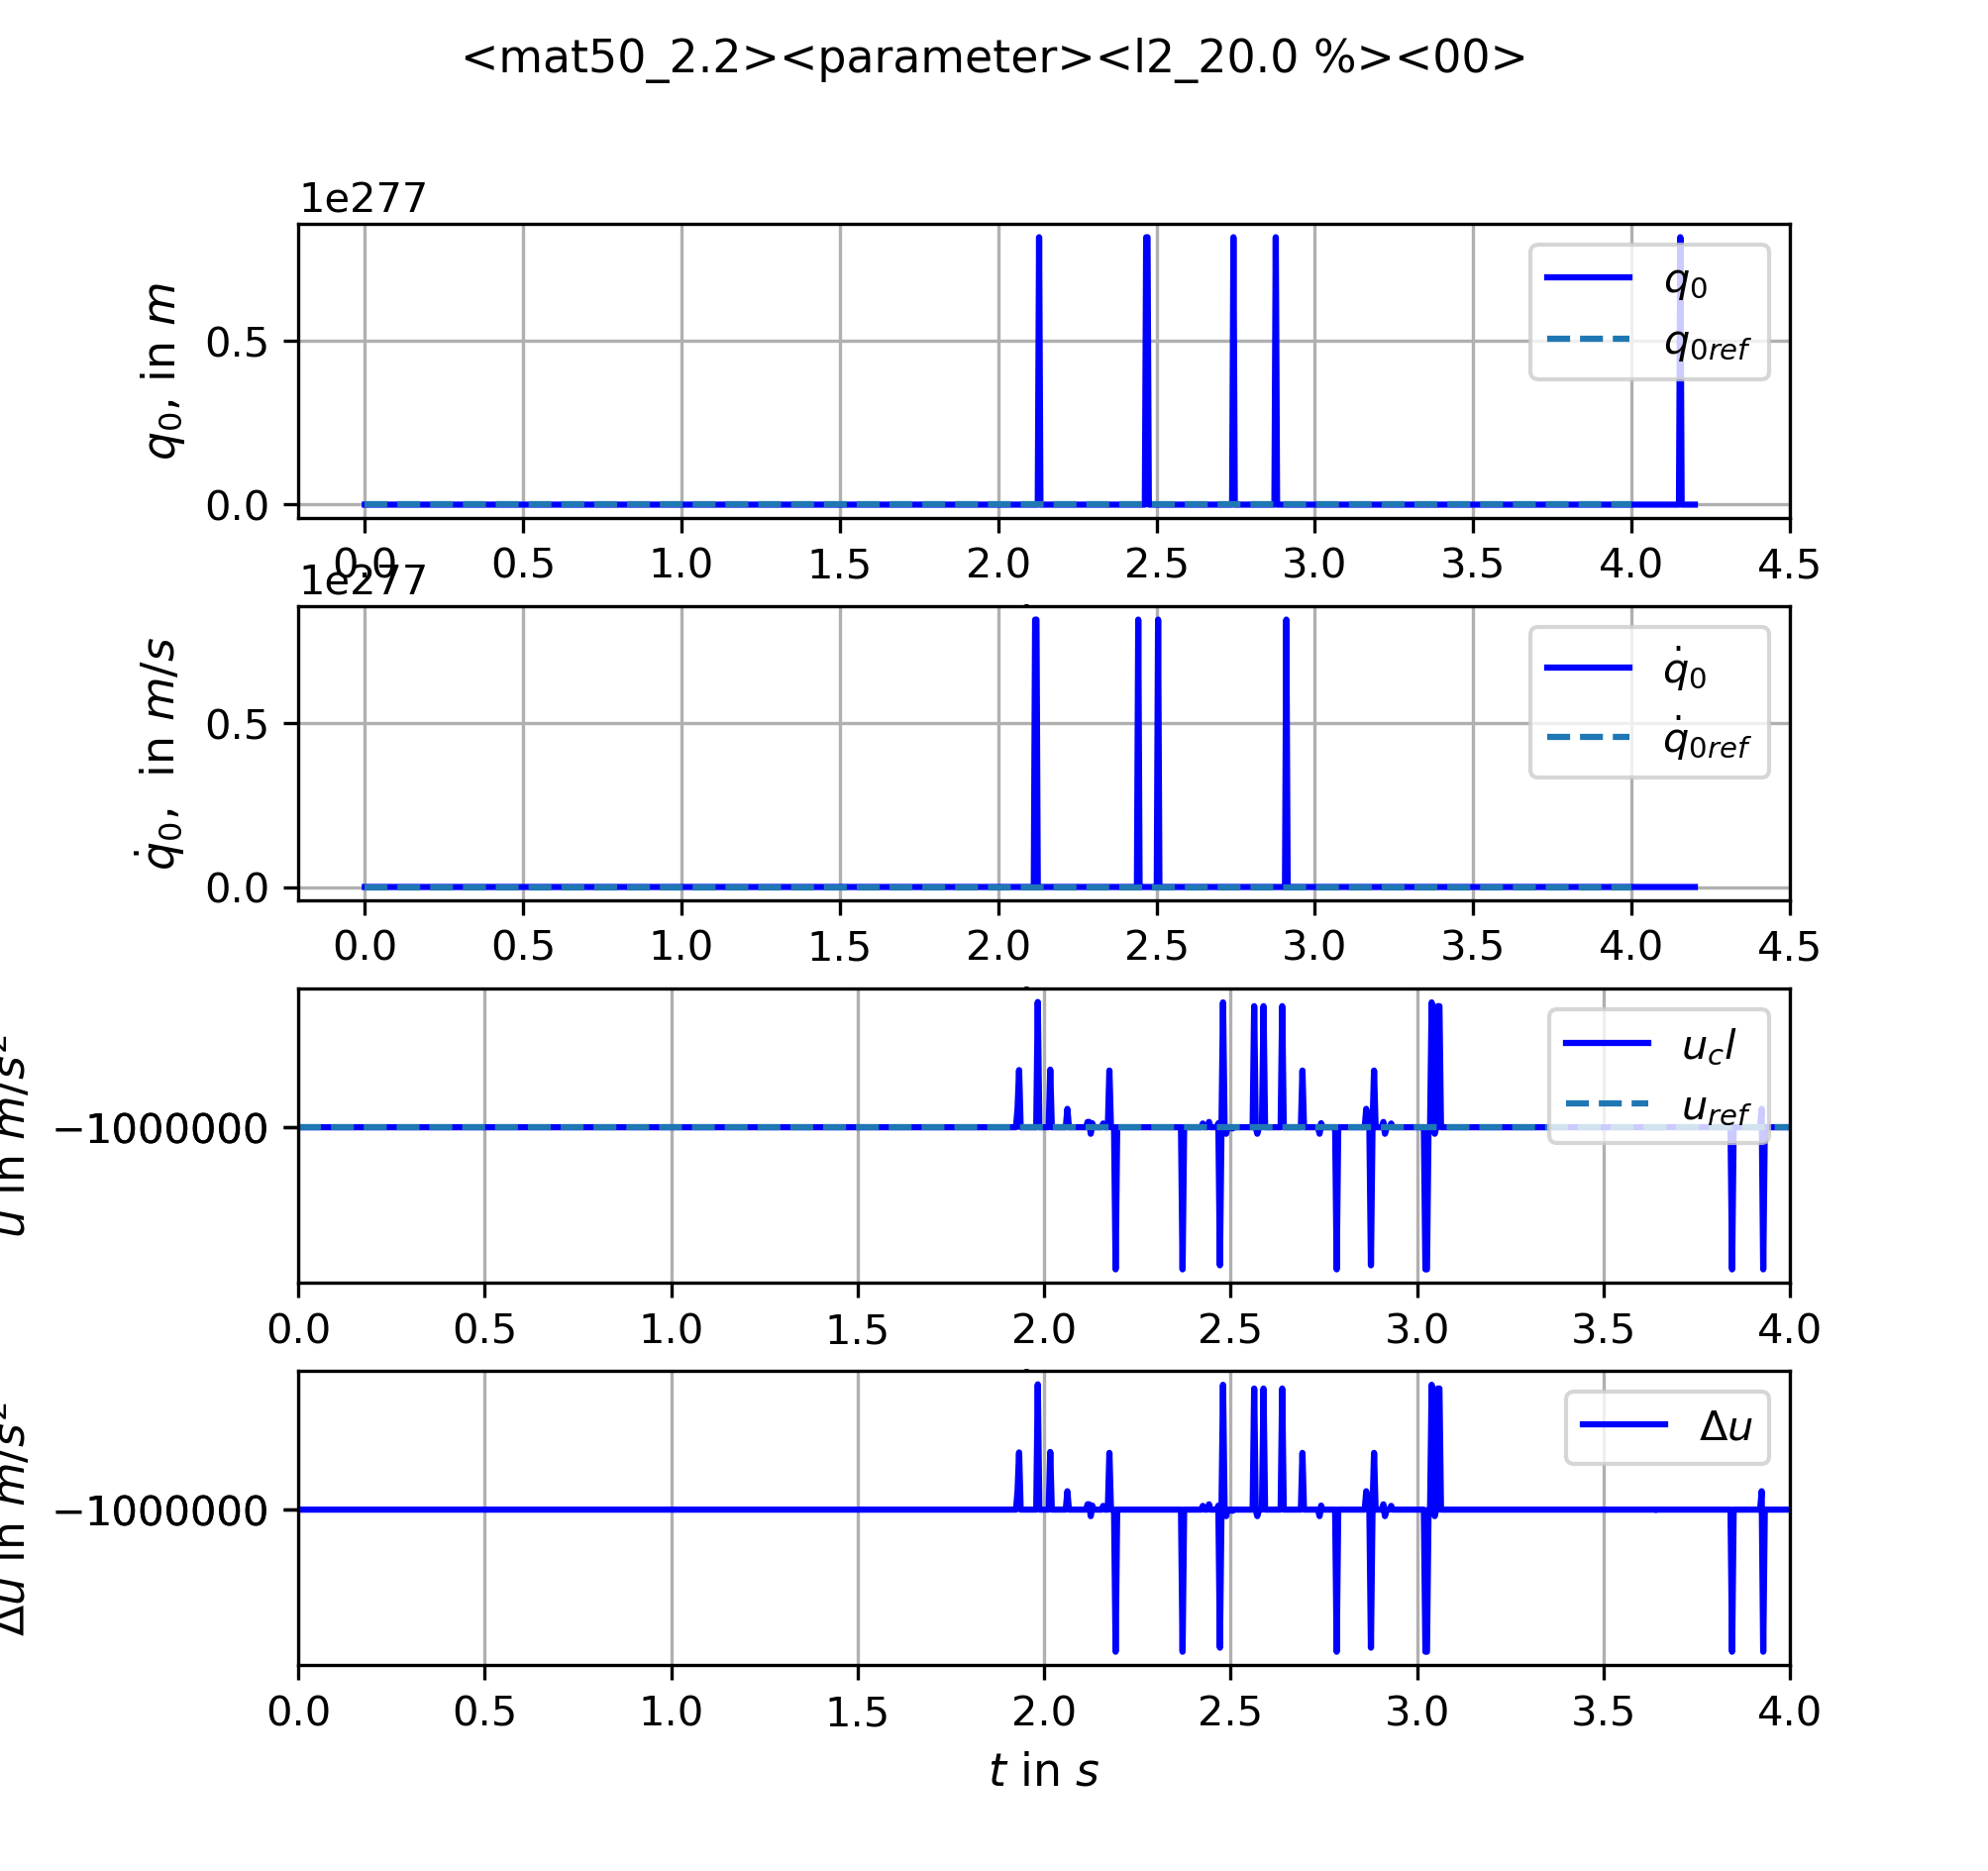 <mat50_2.2><parameter><l2_20.0 %><00>
1e277
q₀, in m
0.5
0.0
q₀
q₀ref
0.0 0.5 1.0 1.5 2.0 2.5 3.0 3.5 4.0 4.5
1e277
q̇₀, in m/s
0.5
0.0
q̇₀
q̇₀ref
0.0 0.5 1.0 1.5 2.0 2.5 3.0 3.5 4.0 4.5
u in m/s²
−1000000
u_cl
u_ref
0.0 0.5 1.0 1.5 2.0 2.5 3.0 3.5 4.0
Δu in m/s²
−1000000
Δu
0.0 0.5 1.0 1.5 2.0 2.5 3.0 3.5 4.0
t in s